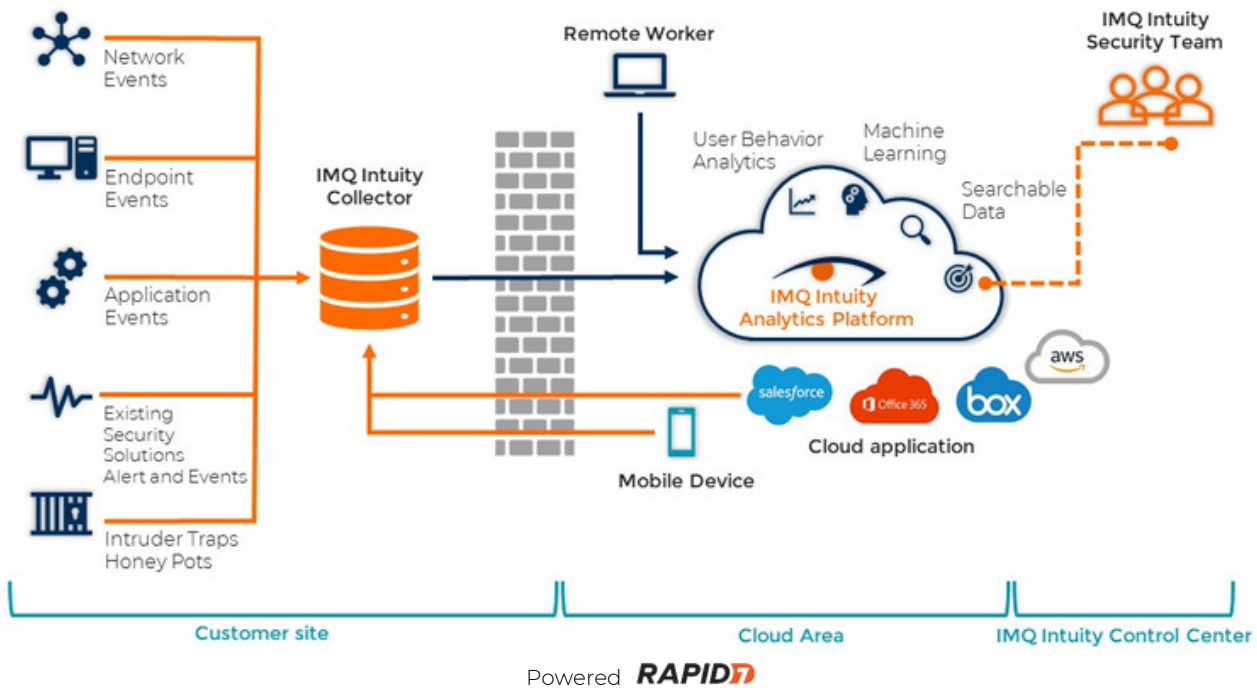 Network
Events
Endpoint
Events
Application
Events
Existing
Security
Solutions
Alert and Events
Intruder Traps
Honey Pots
IMQ Intuity
Collector
Remote Worker
User Behavior
Analytics
Machine
Learning
Searchable
Data
IMQ Intuity
Analytics Platform
IMQ Intuity
Security Team
salesforce
Office 365
box
aws
Cloud application
Mobile Device
Customer site
Cloud Area
IMQ Intuity Control Center
Powered RAPID7